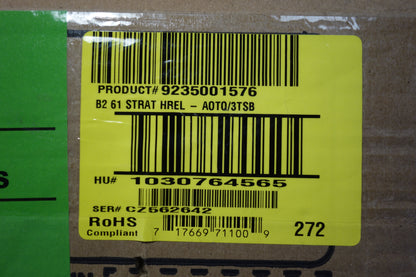 PRODUCT# 9235001576
B2 61 STRAT HREL - AOTO/3TSB
HU# 1030764565
SER# CZ562642
RoHS
Compliant
7 17669 71100 9
272